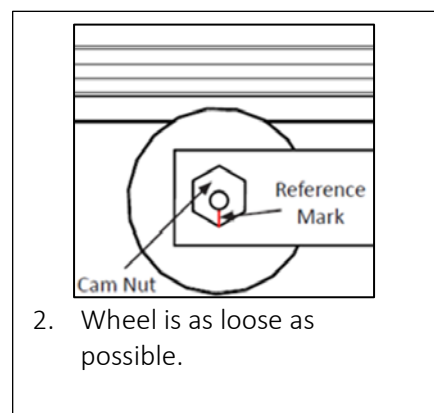 Reference
Mark
Cam Nut
2. Wheel is as loose as
possible.